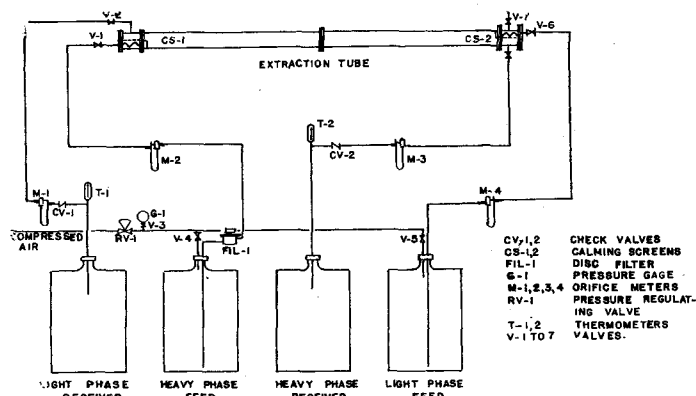 V-2
V-7
V-6
V-1
CS-1
CS-2
EXTRACTION TUBE
T-2
CV-2
M-2
M-3
M-1
T-1
CV-1
G-1
V-3
M-4
COMPRESSED
AIR
RV-1
V-4
FIL-1
V-5
CV-1,2 CHECK VALVES
CS-1,2 CALMING SCREENS
FIL-1 DISC FILTER
G-1 PRESSURE GAGE
M-1,2,3,4 ORIFICE METERS
RV-1 PRESSURE REGULAT-
ING VALVE
T-1,2 THERMOMETERS
V-1 TO 7 VALVES.
LIGHT PHASE
RECEIVER
HEAVY PHASE
FEED
HEAVY PHASE
RECEIVER
LIGHT PHASE
FEED